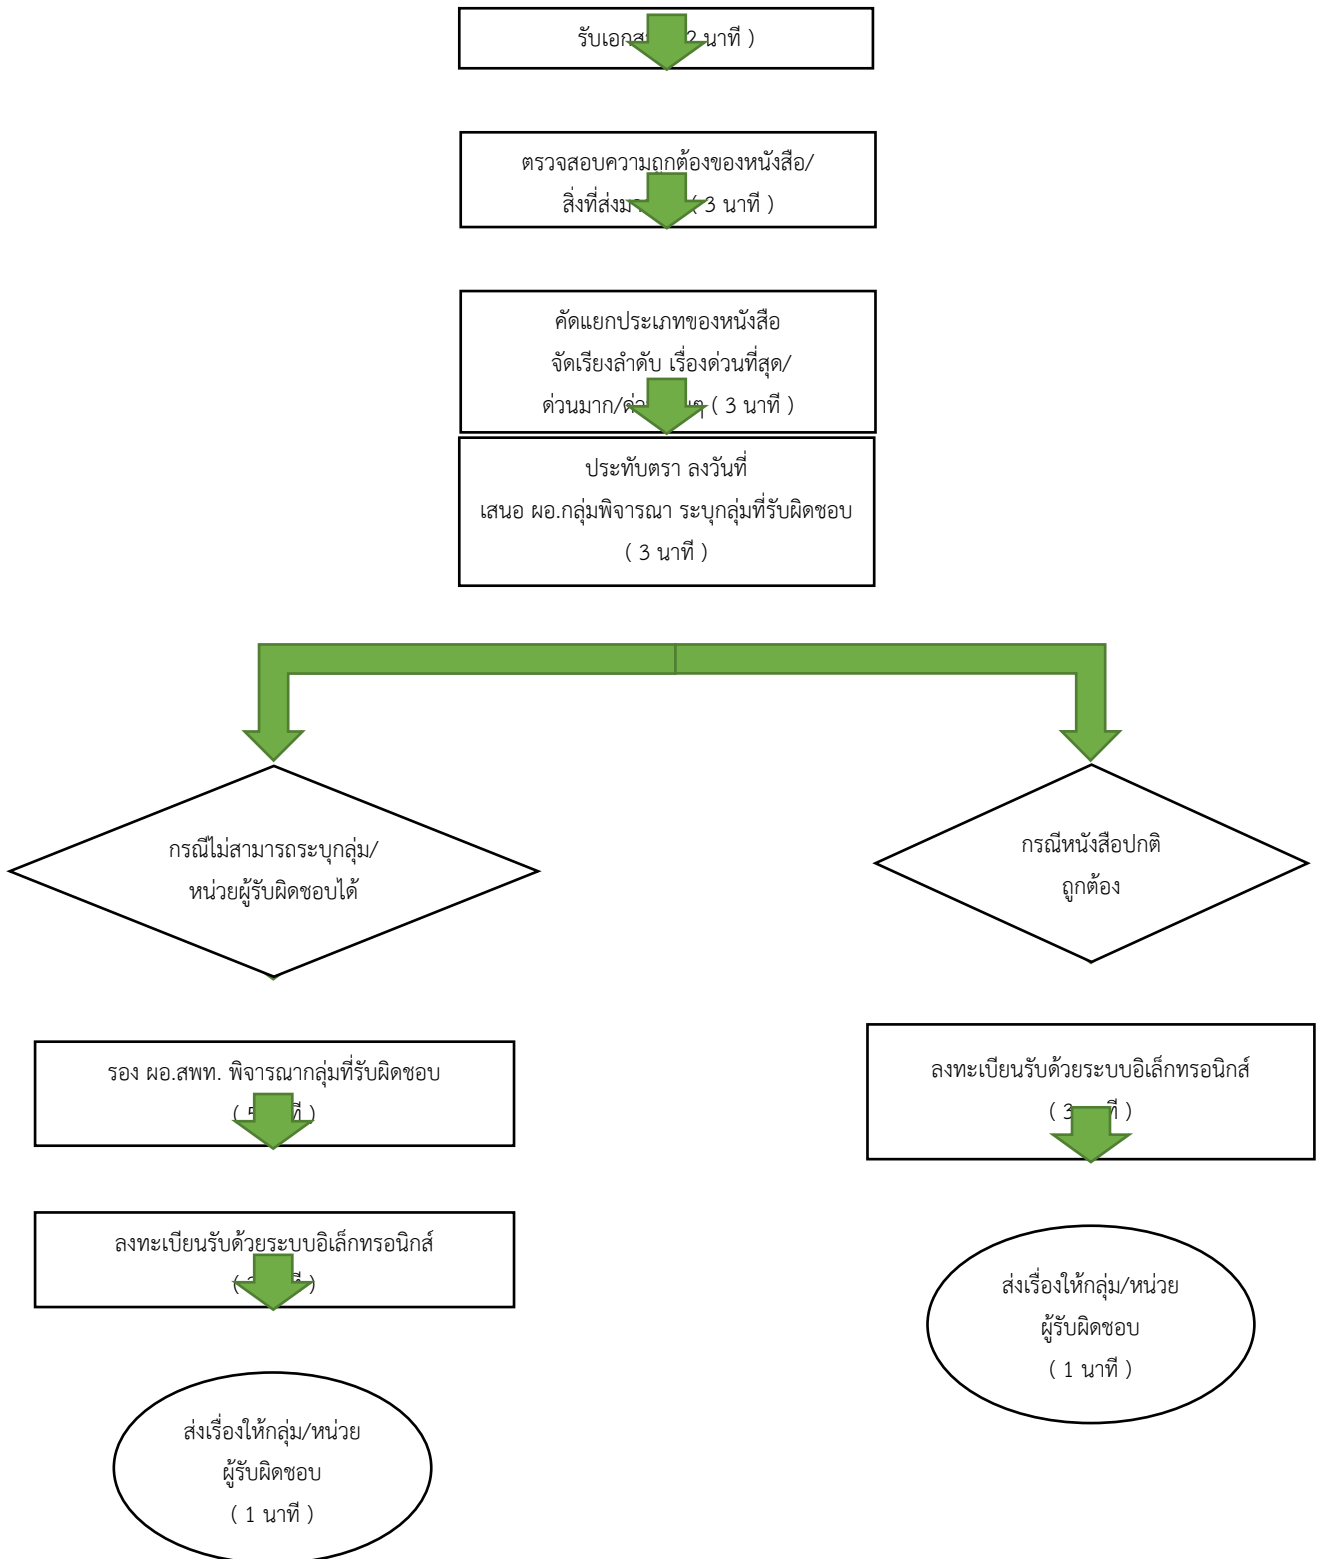 รับเอกส 2 นาที )
ตรวจสอบความถูกต้องของหนังสือ/
สิ่งที่ส่งม ( 3 นาที )
คัดแยกประเภทของหนังสือ
จัดเรียงลำดับ เรื่องด่วนที่สุด/
ด่วนมาก/ ( 3 นาที )
ประทับตรา ลงวันที่
เสนอ ผอ.กลุ่มพิจารณา ระบุกลุ่มที่รับผิดชอบ
( 3 นาที )
กรณีไม่สามารถระบุกลุ่ม/
หน่วยผู้รับผิดชอบได้
กรณีหนังสือปกติ
ถูกต้อง
รอง ผอ.สพท. พิจารณากลุ่มที่รับผิดชอบ
ลงทะเบียนรับด้วยระบบอิเล็กทรอนิกส์
ส่งเรื่องให้กลุ่ม/หน่วย
ผู้รับผิดชอบ
( 1 นาที )
ลงทะเบียนรับด้วยระบบอิเล็กทรอนิกส์
( 3 ที )
ส่งเรื่องให้กลุ่ม/หน่วย
ผู้รับผิดชอบ
( 1 นาที )